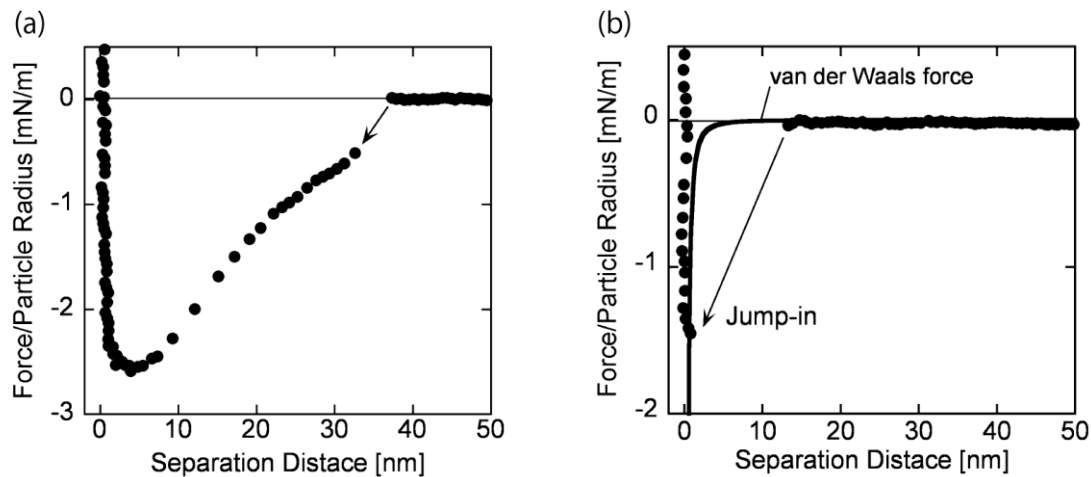 (a)
Force/Particle Radius [mN/m]
0
-1
-2
-3
0 10 20 30 40 50
Separation Distace [nm]
(b)
Force/Particle Radius [mN/m]
0
-1
-2
van der Waals force
Jump-in
0 10 20 30 40 50
Separation Distace [nm]